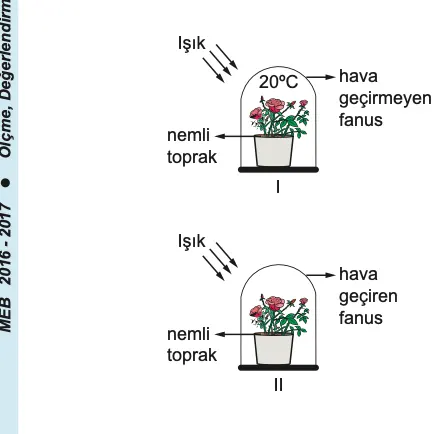 Işık
20°C
hava
geçirmeyen
fanus
nemli
toprak
I
Işık
hava
geçiren
fanus
nemli
toprak
II
MEB 2016 - 2017 ● Ölçme, Değerlendirm